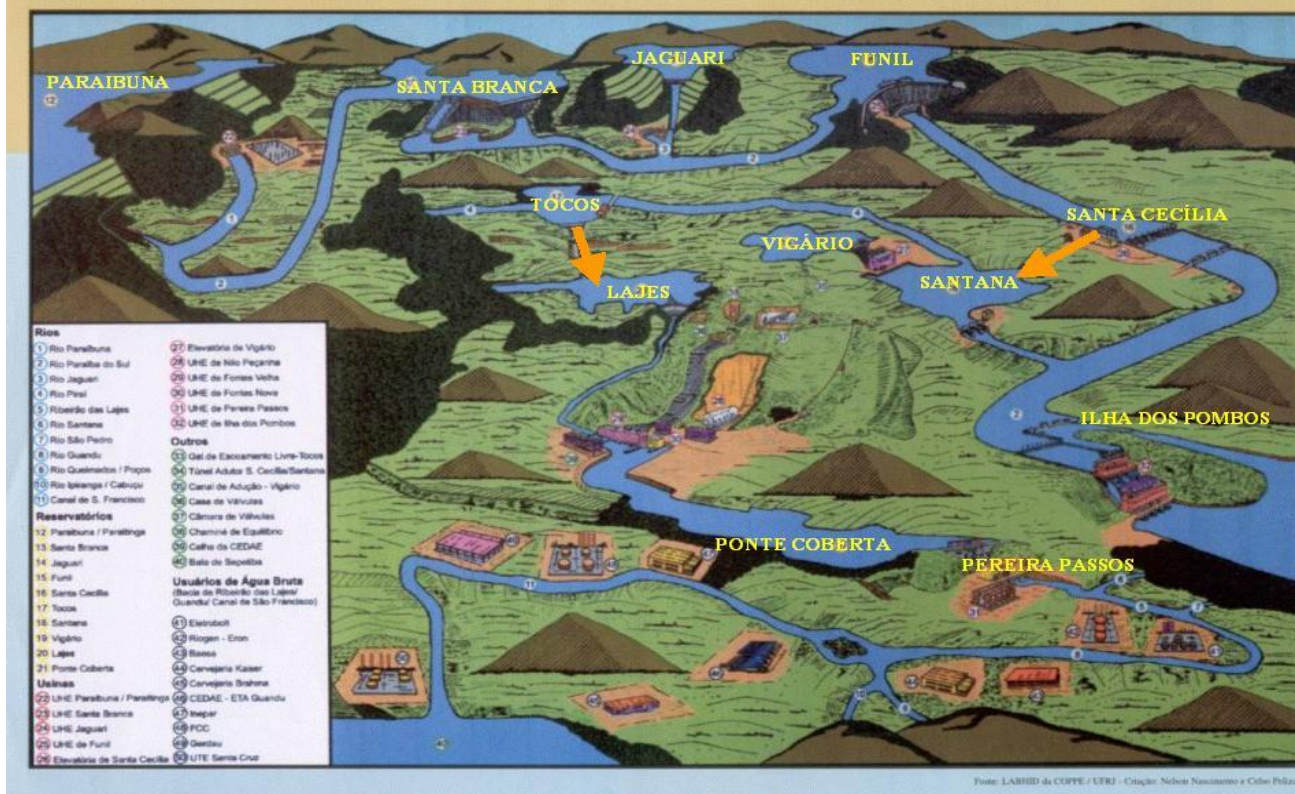 JAGUARI
FUNIL
PARAIBUNA
SANTA BRANCA
TOCOS
SANTA CECÍLIA
VIGÁRIO
SANTANA
LAJES
ILHA DOS POMBOS
PONTE COBERTA
PEREIRA PASSOS
Rios
1 Rio Paraibuna
2 Rio Paraíba do Sul
3 Rio Jaguari
4 Rio Piraí
5 Ribeirão das Lajes
6 Rio Santana
7 Rio São Pedro
8 Rio Guandu
9 Rio Queimados / Poços
10 Rio Ipiranga / Cabuçu
11 Canal de S. Francisco
Reservatórios
12 Paraibuna / Paraitinga
13 Santa Branca
14 Jaguari
15 Funil
16 Santa Cecília
17 Tocos
18 Santana
19 Vigário
20 Lajes
21 Ponte Coberta
Usinas
22 UHE Paraibuna / Paraitinga
23 UHE Santa Branca
24 UHE Jaguari
25 UHE de Funil
26 Elevatória de Santa Cecília
27 Elevatória de Vigário
28 UHE de Nilo Peçanha
29 UHE de Fontes Velha
30 UHE de Fontes Nova
31 UHE de Pereira Passos
32 UHE de Ilha dos Pombos
Outros
33 Gal de Escoamento Livre-Tocos
34 Túnel Adutor S. Cecília/Santana
35 Canal de Adução - Vigário
36 Casa de Válvulas
37 Câmara de Válvulas
38 Chaminé de Equilíbrio
39 Calha da CEDAE
40 Baía de Sepetiba
Usuários de Água Bruta
(Bacia de Ribeirão das Lajes/
Guandu/ Canal de São Francisco)
41 Eletrobolt
42 Riogen - Eron
43 Basea
44 Cervejaria Kaiser
45 Cervejaria Brahma
46 CEDAE - ETA Guandu
47 Inepar
48 FCC
49 Gerdau
50 UTE Santa Cruz
Fonte: LABHID da COPPE / UFRJ - Criação: Nelson Nascimento e Celso